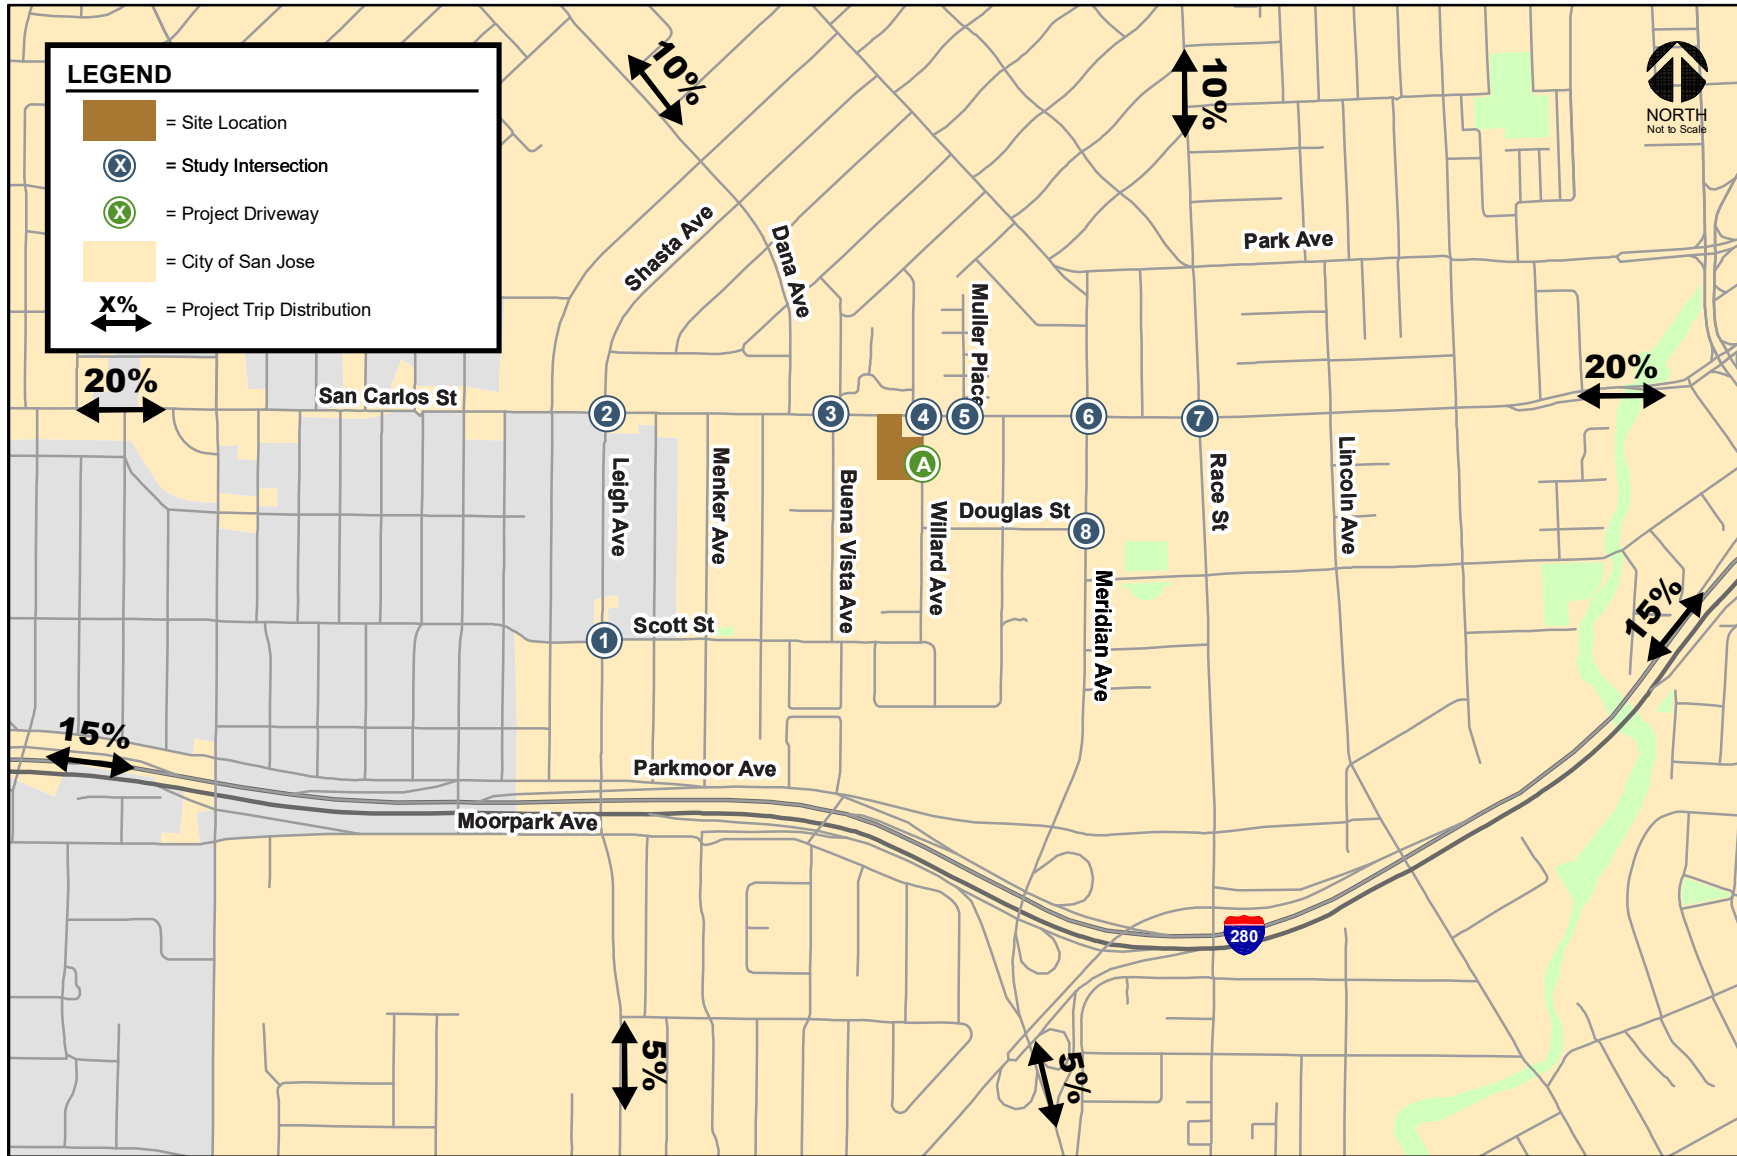 LEGEND
= Site Location
X
= Study Intersection
X
= Project Driveway
= City of San Jose
X%
= Project Trip Distribution
10%
10%
NORTH
Not to Scale
Shasta Ave
Dana Ave
Park Ave
Muller Place
20%
San Carlos St
20%
2
3
4
5
6
7
A
Leigh Ave
Menker Ave
Buena Vista Ave
Willard Ave
Douglas St
8
Race St
Lincoln Ave
Meridian Ave
1
Scott St
15%
15%
Parkmoor Ave
Moorpark Ave
280
5%
5%